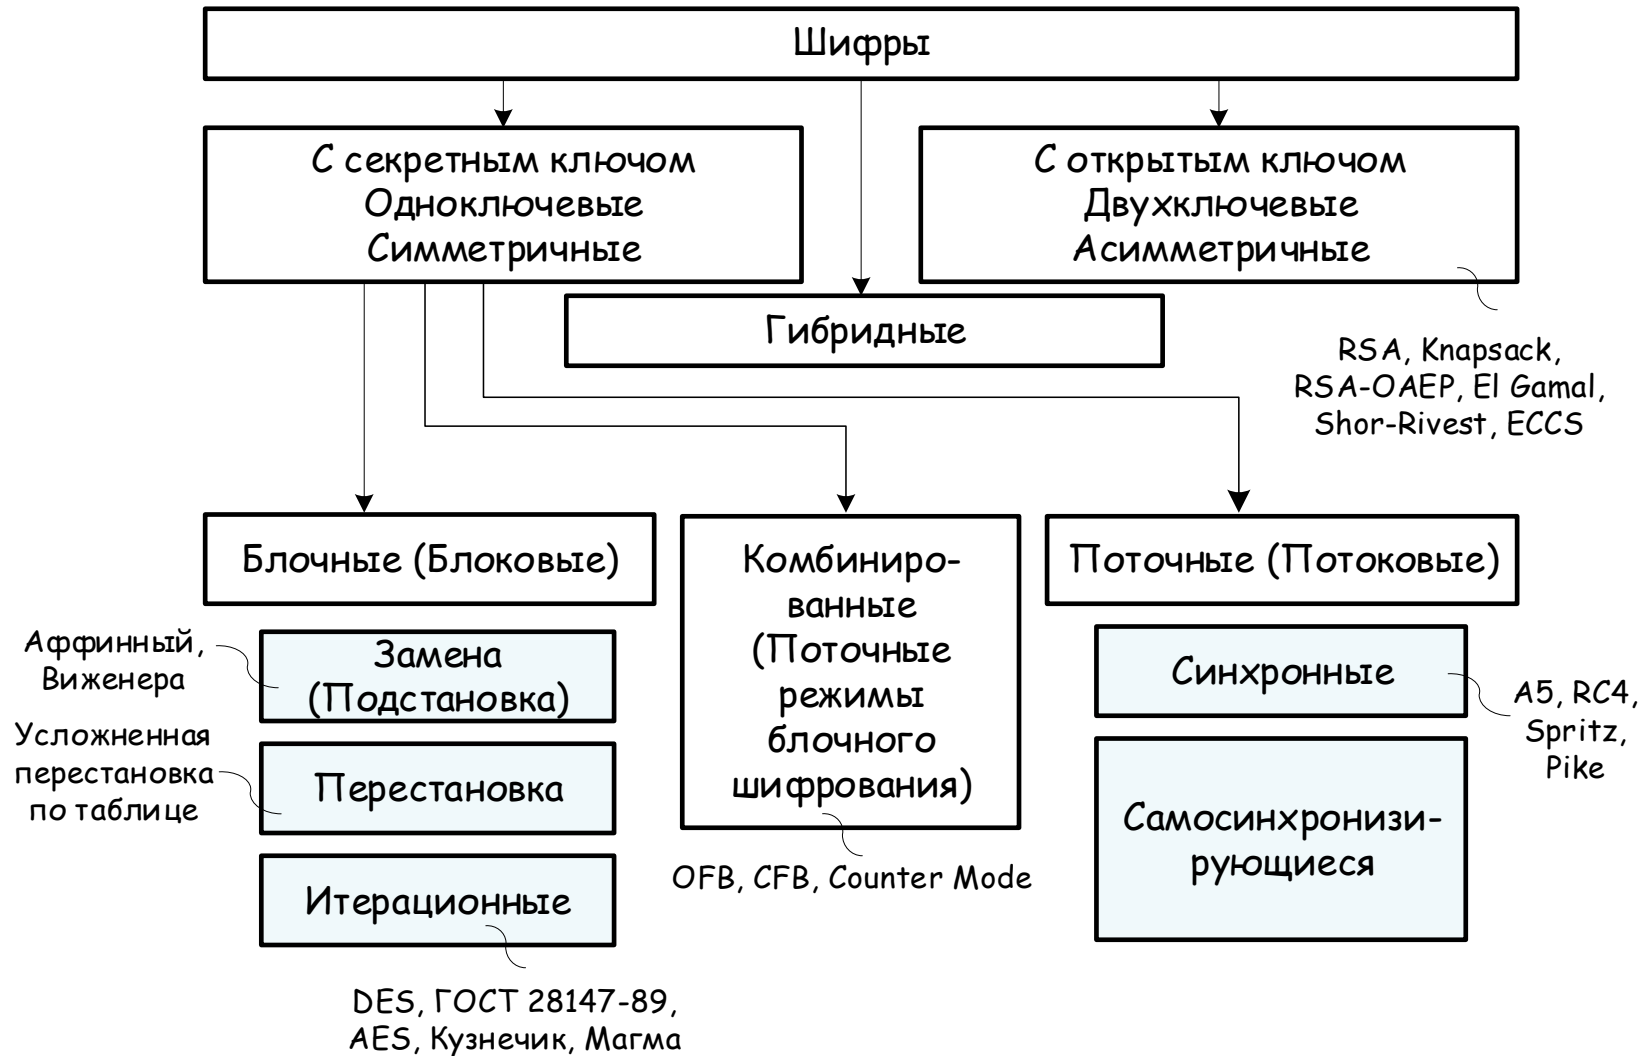 Шифры
С секретным ключом
Одноключевые
Симметричные
С открытым ключом
Двухключевые
Асимметричные
Гибридные
RSA, Knapsack,
RSA-OAEP, El Gamal,
Shor-Rivest, ECCS
Блочные (Блоковые)
Аффинный,
Виженера
Замена
(Подстановка)
Усложненная
перестановка
по таблице
Перестановка
Итерационные
DES, ГОСТ 28147-89,
AES, Кузнечик, Магма
Комбиниро-
ванные
(Поточные
режимы
блочного
шифрования)
OFB, CFB, Counter Mode
Поточные (Потоковые)
Синхронные
A5, RC4,
Spritz,
Pike
Самосинхронизи-
рующиеся